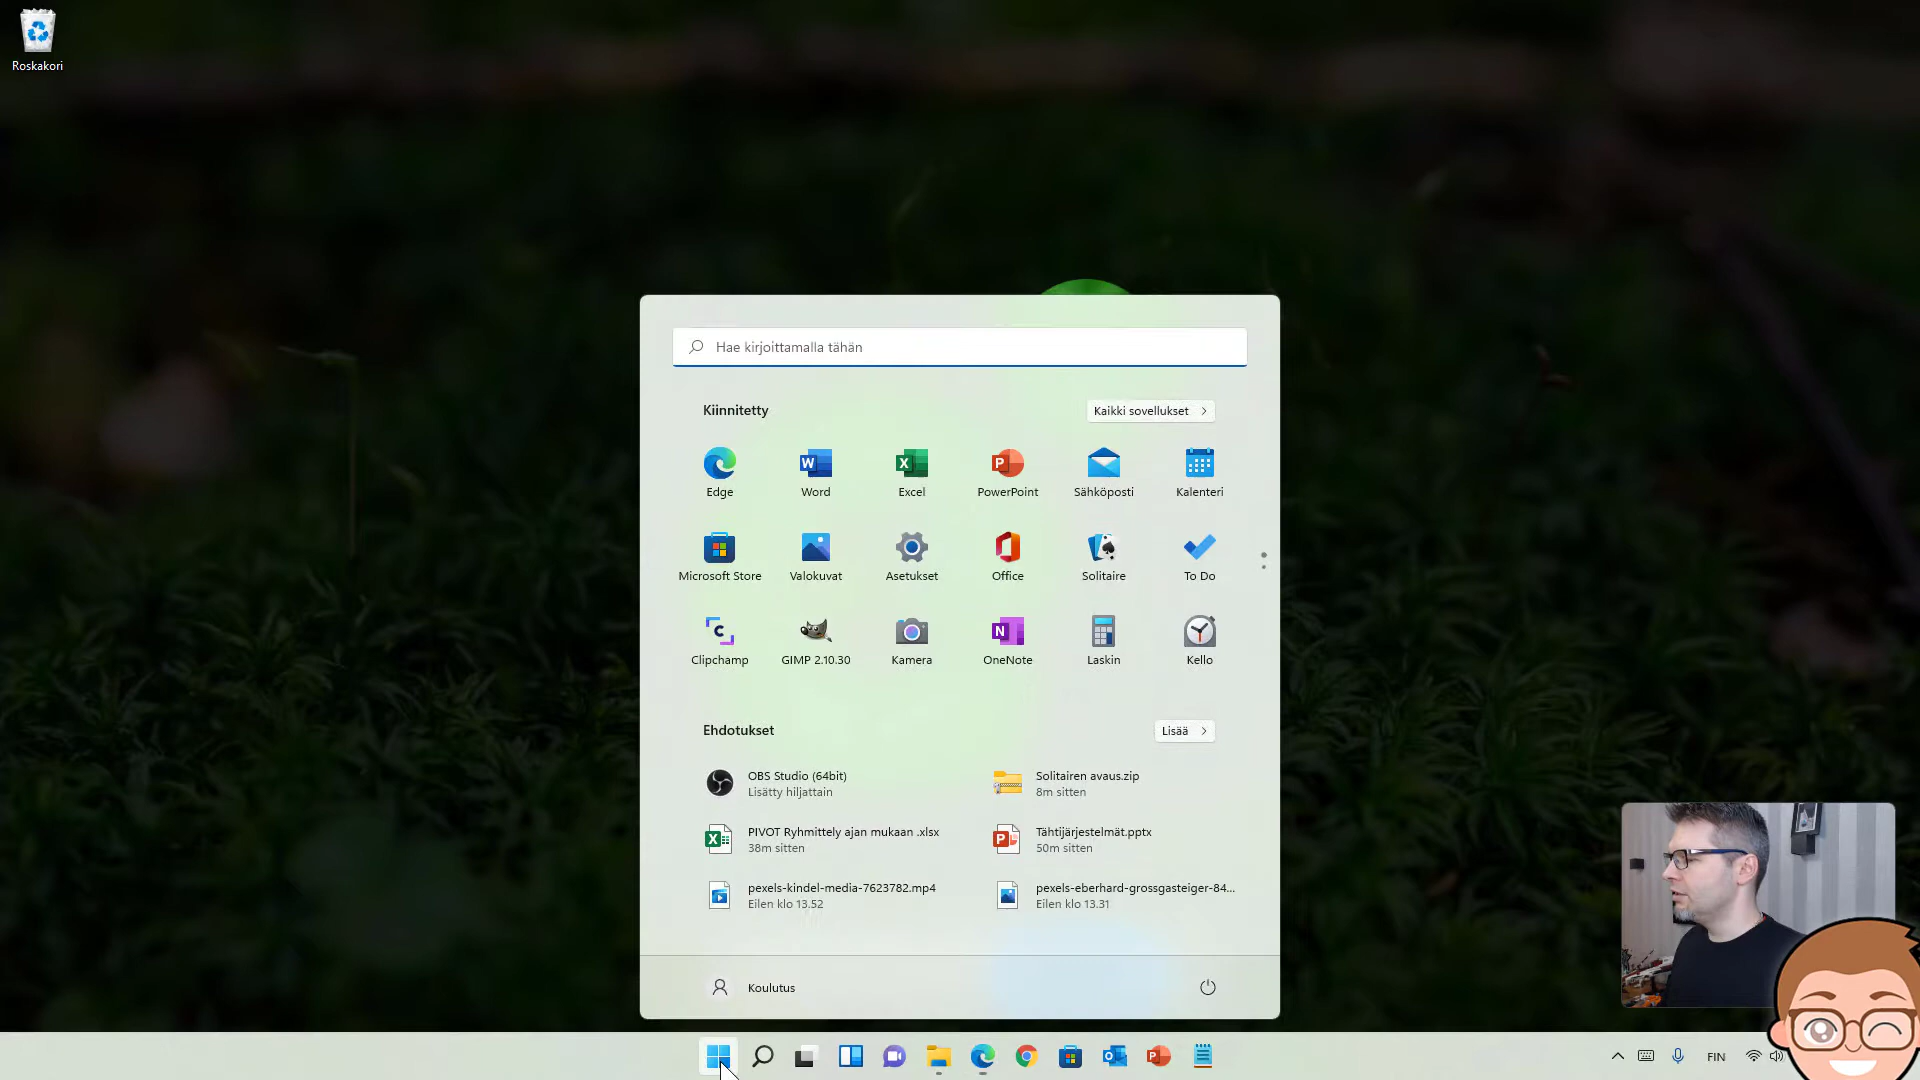 Roskakori
Hae kirjoittamalla tähän
Kiinnitetty
Kaikki sovellukset
Edge
Word
Excel
PowerPoint
Sähköposti
Kalenteri
Microsoft Store
Valokuvat
Asetukset
Office
Solitaire
To Do
Clipchamp
GIMP 2.10.30
Kamera
OneNote
Laskin
Kello
Ehdotukset
Lisää
OBS Studio (64bit)
Lisätty hiljattain
Solitairen avaus.zip
8m sitten
PIVOT Ryhmittely ajan mukaan .xlsx
38m sitten
Tähtijärjestelmät.pptx
50m sitten
pexels-kindel-media-7623782.mp4
Eilen klo 13.52
pexels-eberhard-grossgasteiger-84...
Eilen klo 13.31
Koulutus
FIN